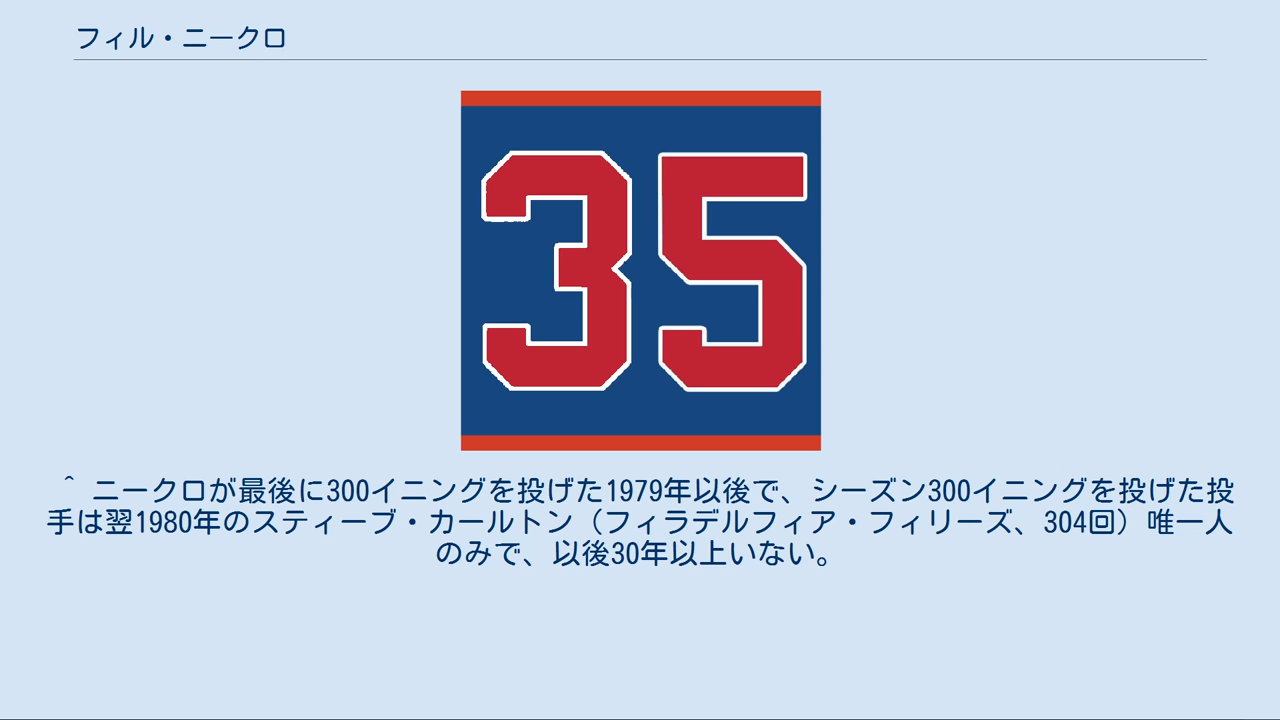 フィル・ニークロ
35
^ ニークロが最後に300イニングを投げた1979年以後で、シーズン300イニングを投げた投
手は翌1980年のスティーブ・カールトン（フィラデルフィア・フィリーズ、304回）唯一人
のみで、以後30年以上いない。